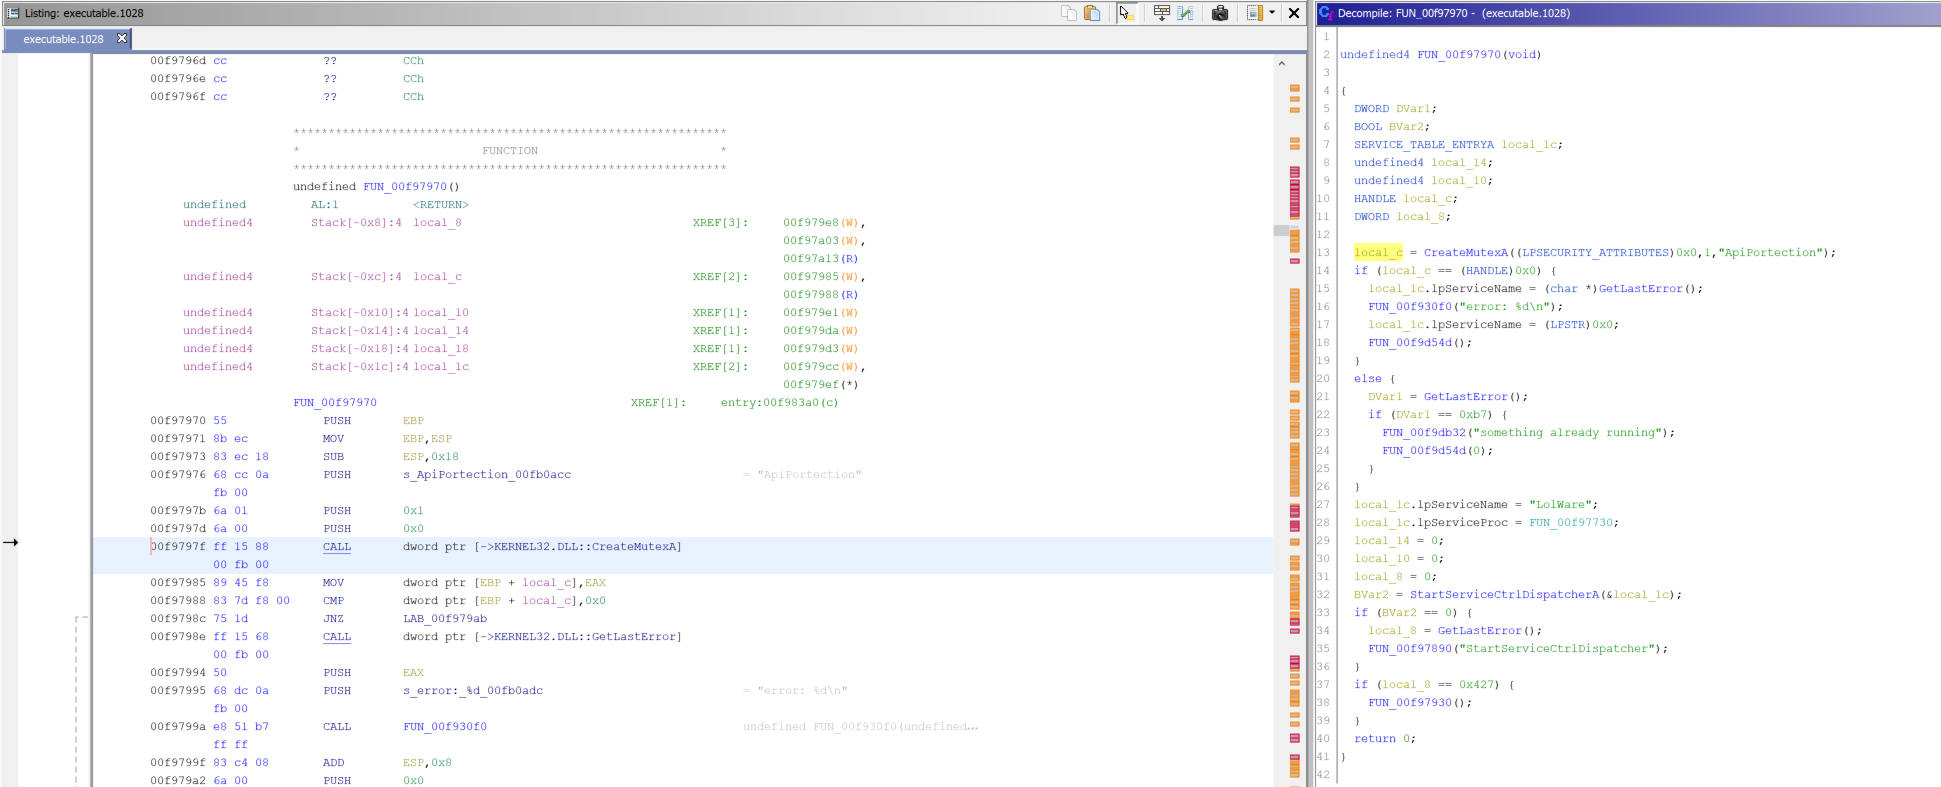 Listing: executable.1028
executable.1028
00f9796d cc ?? CCh
00f9796e cc ?? CCh
00f9796f cc ?? CCh
**************************************************************
* FUNCTION *
**************************************************************
undefined FUN_00f97970()
undefined AL:1 <RETURN>
undefined4 Stack[-0x8]:4 local_8 XREF[3]: 00f979e8(W),
00f97a03(W),
00f97a13(R)
undefined4 Stack[-0xc]:4 local_c XREF[2]: 00f97985(W),
00f97988(R)
undefined4 Stack[-0x10]:4 local_10 XREF[1]: 00f979e1(W)
undefined4 Stack[-0x14]:4 local_14 XREF[1]: 00f979da(W)
undefined4 Stack[-0x18]:4 local_18 XREF[1]: 00f979d3(W)
undefined4 Stack[-0x1c]:4 local_1c XREF[2]: 00f979cc(W),
00f979ef(*)
FUN_00f97970 XREF[1]: entry:00f983a0(c)
00f97970 55 PUSH EBP
00f97971 8b ec MOV EBP,ESP
00f97973 83 ec 18 SUB ESP,0x18
00f97976 68 cc 0a PUSH s_ApiPortection_00fb0acc = "ApiPortection"
fb 00
00f9797b 6a 01 PUSH 0x1
00f9797d 6a 00 PUSH 0x0
00f9797f ff 15 88 CALL dword ptr [->KERNEL32.DLL::CreateMutexA]
00 fb 00
00f97985 89 45 f8 MOV dword ptr [EBP + local_c],EAX
00f97988 83 7d f8 00 CMP dword ptr [EBP + local_c],0x0
00f9798c 75 1d JNZ LAB_00f979ab
00f9798e ff 15 68 CALL dword ptr [->KERNEL32.DLL::GetLastError]
00 fb 00
00f97994 50 PUSH EAX
00f97995 68 dc 0a PUSH s_error:_%d_00fb0adc = "error: %d\n"
fb 00
00f9799a e8 51 b7 CALL FUN_00f930f0 undefined FUN_00f930f0(undefined...
ff ff
00f9799f 83 c4 08 ADD ESP,0x8
00f979a2 6a 00 PUSH 0x0
Decompile: FUN_00f97970 - (executable.1028)
1
2 undefined4 FUN_00f97970(void)
3
4 {
5 DWORD DVar1;
6 BOOL BVar2;
7 SERVICE_TABLE_ENTRYA local_1c;
8 undefined4 local_14;
9 undefined4 local_10;
10 HANDLE local_c;
11 DWORD local_8;
12
13 local_c = CreateMutexA((LPSECURITY_ATTRIBUTES)0x0,1,"ApiPortection");
14 if (local_c == (HANDLE)0x0) {
15 local_1c.lpServiceName = (char *)GetLastError();
16 FUN_00f930f0("error: %d\n");
17 local_1c.lpServiceName = (LPSTR)0x0;
18 FUN_00f9d54d();
19 }
20 else {
21 DVar1 = GetLastError();
22 if (DVar1 == 0xb7) {
23 FUN_00f9db32("something already running");
24 FUN_00f9d54d(0);
25 }
26 }
27 local_1c.lpServiceName = "LolWare";
28 local_1c.lpServiceProc = FUN_00f97730;
29 local_14 = 0;
30 local_10 = 0;
31 local_8 = 0;
32 BVar2 = StartServiceCtrlDispatcherA(&local_1c);
33 if (BVar2 == 0) {
34 local_8 = GetLastError();
35 FUN_00f97890("StartServiceCtrlDispatcher");
36 }
37 if (local_8 == 0x427) {
38 FUN_00f97930();
39 }
40 return 0;
41 }
42